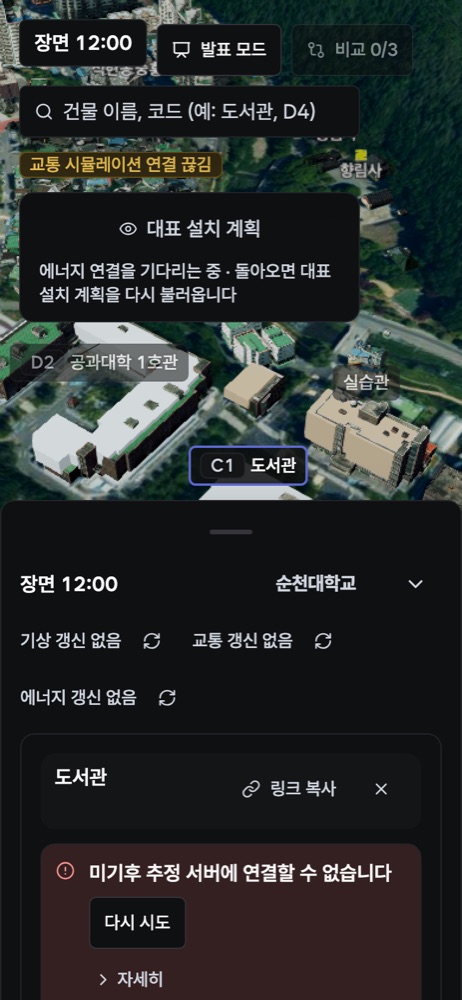 장면 12:00
발표 모드
비교 0/3
건물 이름, 코드 (예: 도서관, D4)
교통 시뮬레이션 연결 끊김
향림사
대표 설치 계획
에너지 연결을 기다리는 중 · 돌아오면 대표
설치 계획을 다시 불러옵니다
D2 공과대학 1호관
실습관
C1 도서관
장면 12:00
순천대학교
기상 갱신 없음
교통 갱신 없음
에너지 갱신 없음
도서관
링크 복사
미기후 추정 서버에 연결할 수 없습니다
다시 시도
자세히